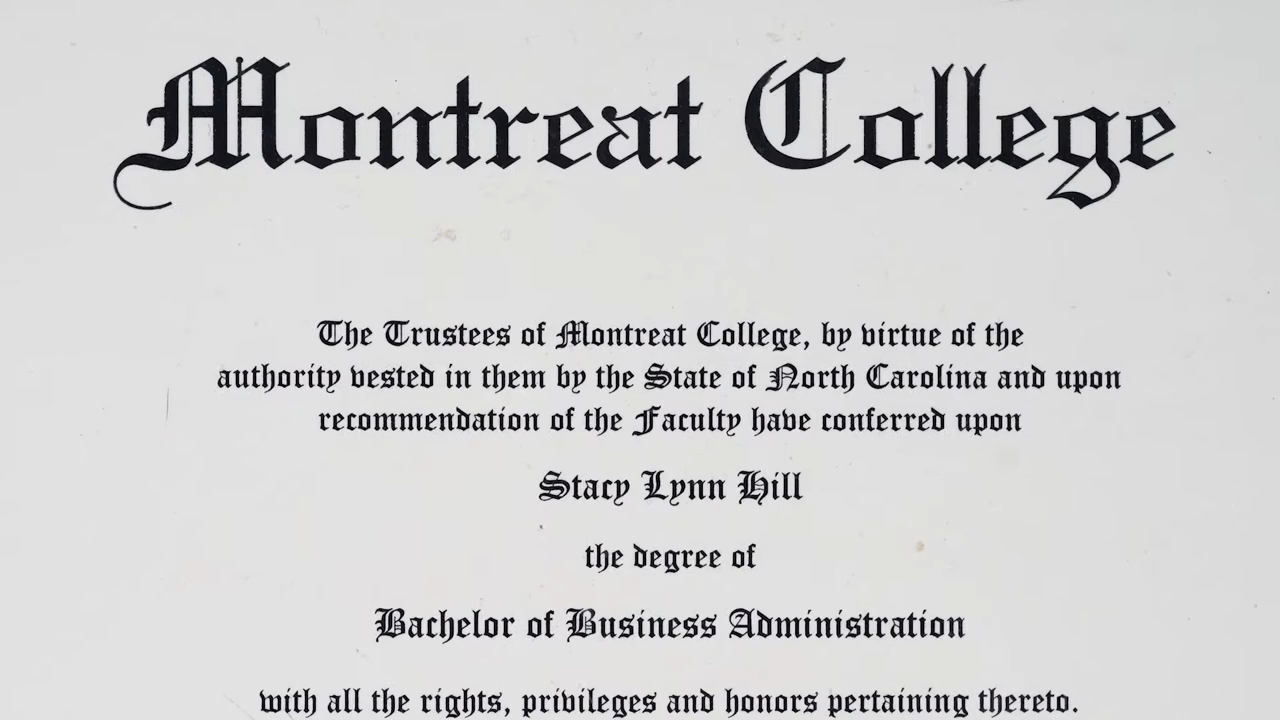 Montreat College
The Trustees of Montreat College, by virtue of the
authority vested in them by the State of North Carolina and upon
recommendation of the Faculty have conferred upon
Stacy Lynn Hill
the degree of
Bachelor of Business Administration
with all the rights, privileges and honors pertaining thereto.